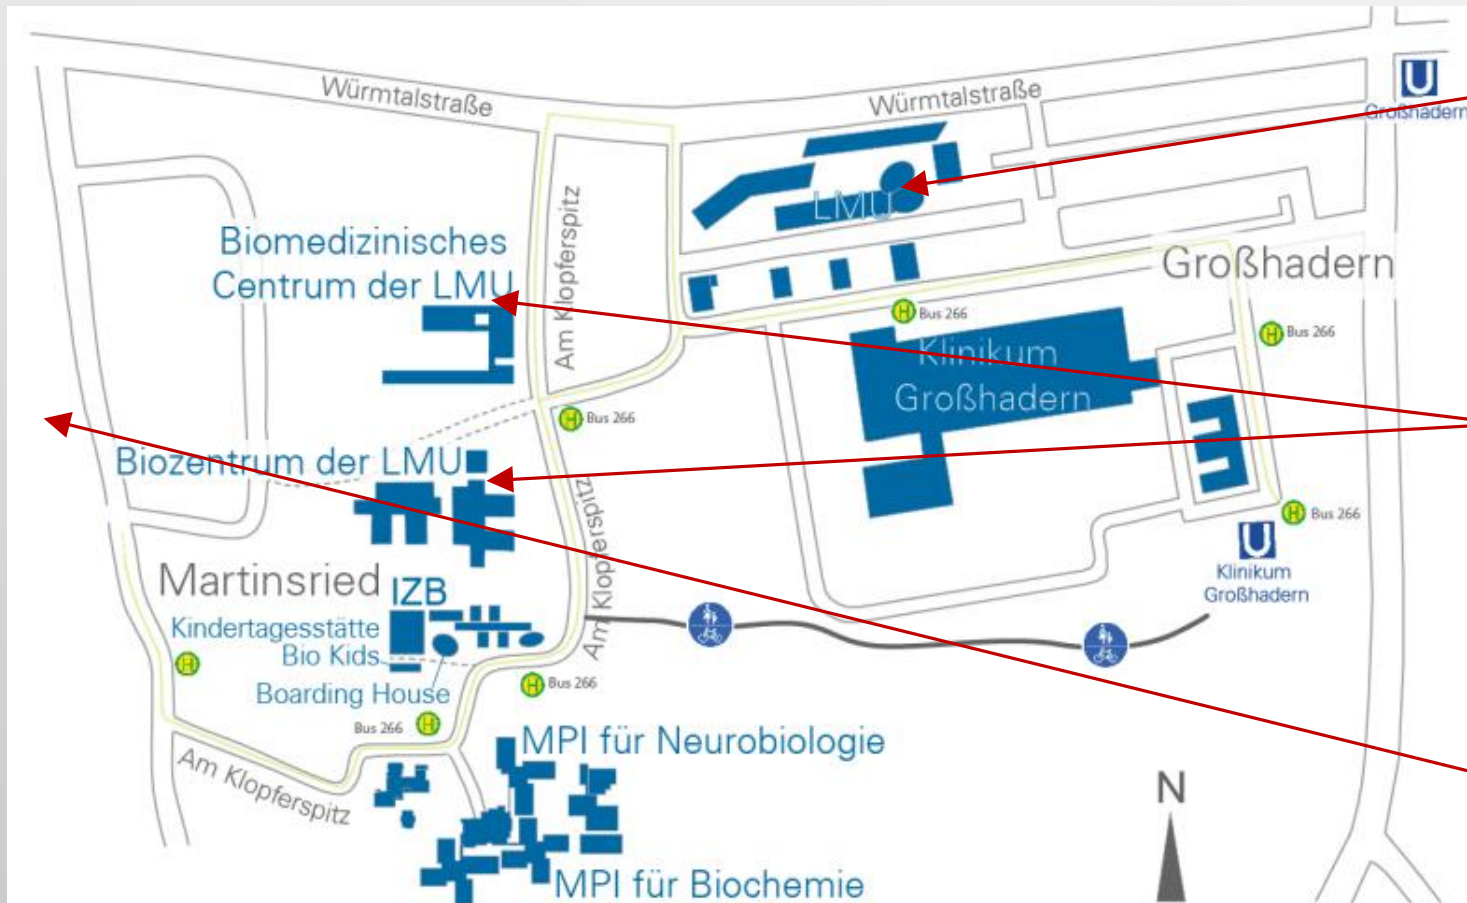 Würmtalstraße
Würmtalstraße
U
Großhadern
Am Klopferspitz
LMU
Biomedizinisches
Centrum der LMU
Großhadern
H Bus 266
H Bus 266
Klinikum
Großhadern
H Bus 266
Biozentrum der LMU
Am Klopferspitz
H Bus 266
U
Klinikum
Großhadern
Martinsried
IZB
Kindertagesstätte
Bio Kids
H
Boarding House
H Bus 266
Bus 266 H
MPI für Neurobiologie
Am Klopferspitz
N
MPI für Biochemie